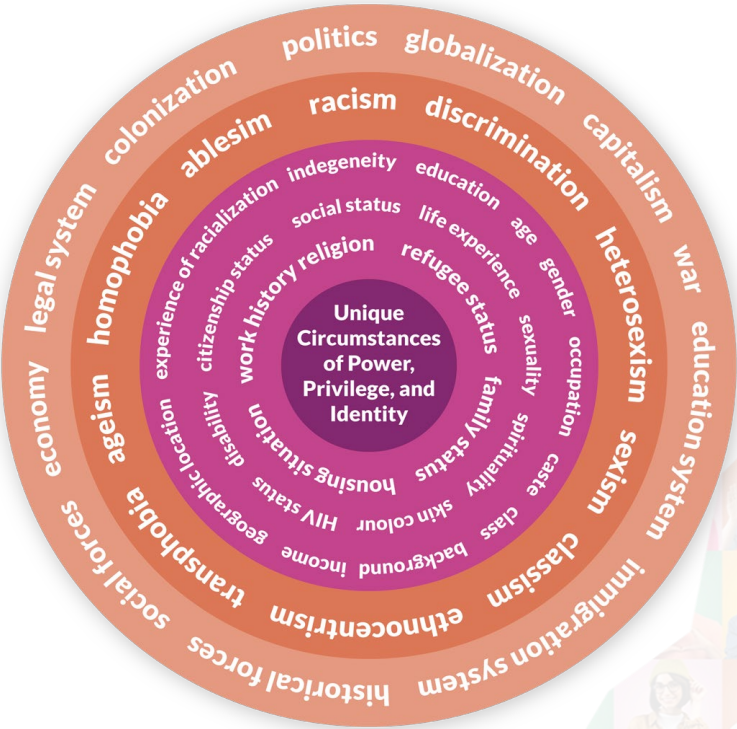 politics globalization capitalism war education system immigration system historical forces social forces economy legal system colonization
racism discrimination heterosexism sexism classism ethnocentrism transphobia ageism homophobia ablesim
indegeneity education age gender occupation caste class background income geographic location experience of racialization
social status life experience sexuality spirituality skin colour HIV status disability citizenship status
religion refugee status family status housing situation work history
Unique
Circumstances
of Power,
Privilege, and
Identity